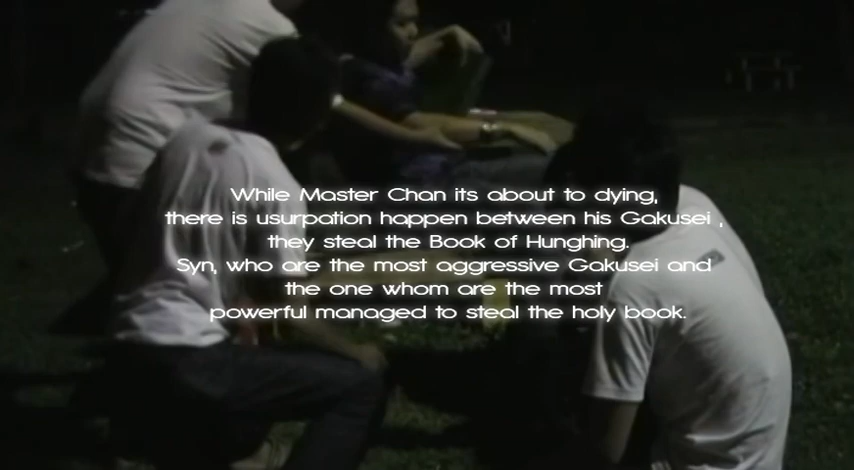 While Master Chan its about to dying,
there is usurpation happen between his Gakusei ,
they steal the Book of Hunghing.
Syn, who are the most aggressive Gakusei and
the one whom are the most
powerful managed to steal the holy book.